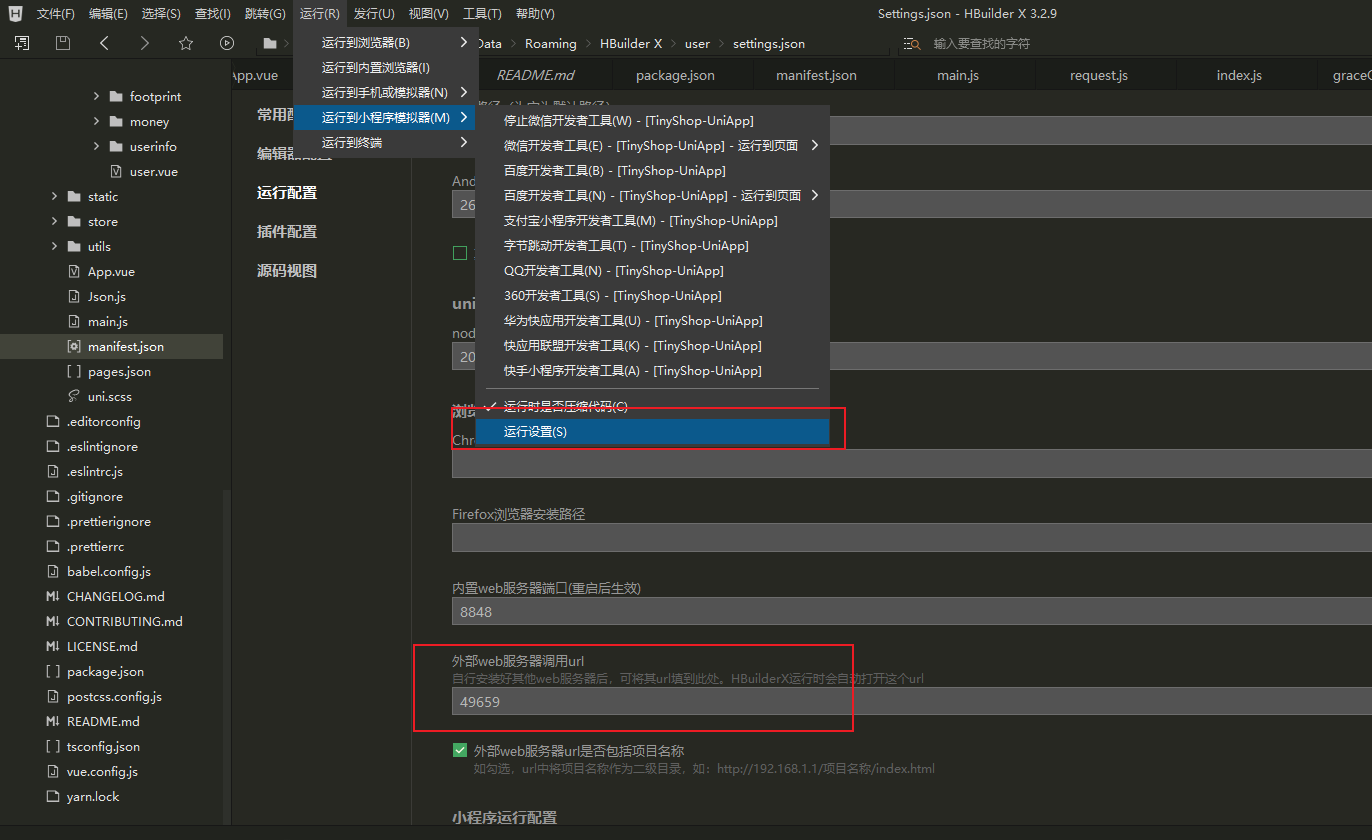 文件(F) 编辑(E) 选择(S) 查找(I) 跳转(G) 运行(R) 发行(U) 视图(V) 工具(T) 帮助(Y) Settings.json - HBuilder X 3.2.9
Data Roaming HBuilder X user settings.json 输入要查找的字符
App.vue README.md package.json manifest.json main.js request.js index.js
运行到浏览器(B)
运行到内置浏览器(I)
运行到手机或模拟器(N)
运行到小程序模拟器(M)
运行到终端
停止微信开发者工具(W) - [TinyShop-UniApp]
微信开发者工具(E) - [TinyShop-UniApp] - 运行到页面
百度开发者工具(B) - [TinyShop-UniApp]
百度开发者工具(N) - [TinyShop-UniApp] - 运行到页面
支付宝小程序开发者工具(M) - [TinyShop-UniApp]
字节跳动开发者工具(T) - [TinyShop-UniApp]
QQ开发者工具(N) - [TinyShop-UniApp]
360开发者工具(S) - [TinyShop-UniApp]
华为快应用开发者工具(U) - [TinyShop-UniApp]
快应用联盟开发者工具(K) - [TinyShop-UniApp]
快手小程序开发者工具(A) - [TinyShop-UniApp]
运行时是否压缩代码(C)
运行设置(S)
footprint
money
userinfo
user.vue
static
store
utils
App.vue
Json.js
main.js
manifest.json
pages.json
uni.scss
.editorconfig
.eslintignore
.eslintrc.js
.gitignore
.prettierignore
.prettierrc
babel.config.js
CHANGELOG.md
CONTRIBUTING.md
LICENSE.md
package.json
postcss.config.js
README.md
tsconfig.json
vue.config.js
yarn.lock
常用配
编辑器配置
运行配置
插件配置
源码视图
And
26
uni
nod
20
浏览
Chr
Firefox浏览器安装路径
内置web服务器端口(重启后生效)
8848
外部web服务器调用url
自行安装好其他web服务器后，可将其url填到此处。HBuilderX运行时会自动打开这个url
49659
外部web服务器url是否包括项目名称
如勾选，url中将项目名称作为二级目录，如：http://192.168.1.1/项目名称/index.html
小程序运行配置